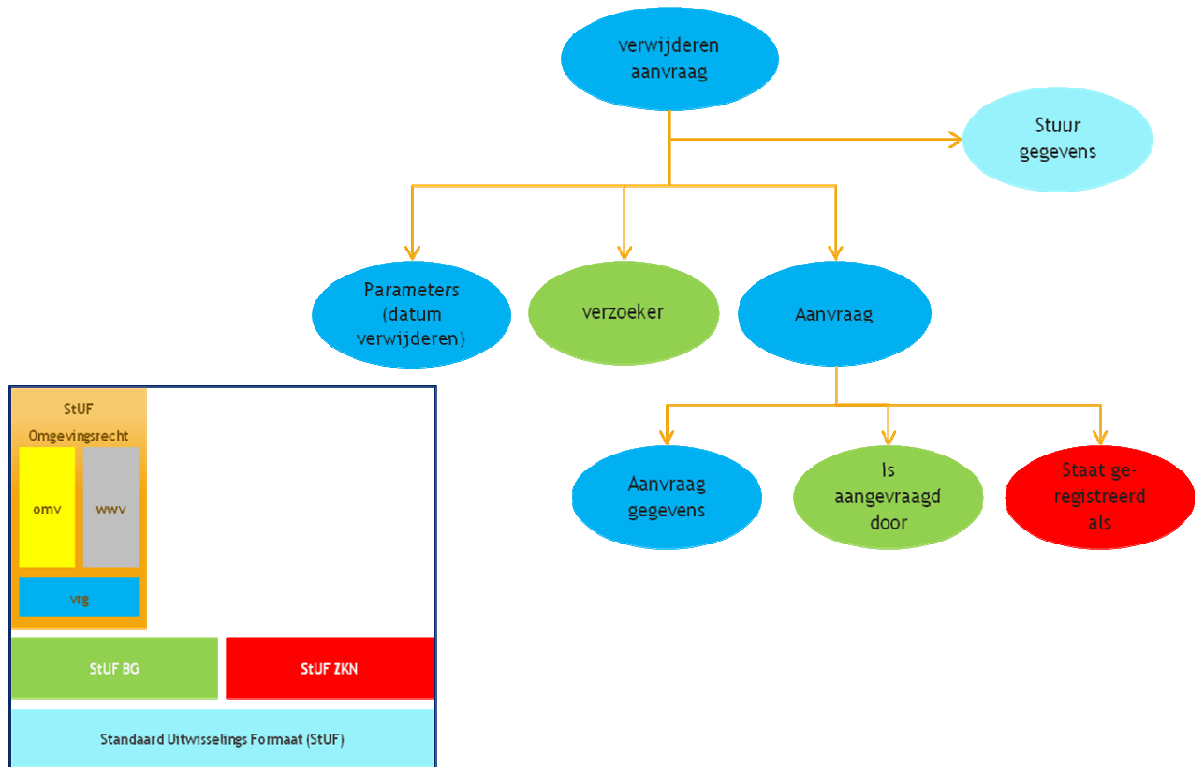 verwijderen
aanvraag
Stuur
gegevens
Parameters
(datum
verwijderen)
verzoeker
Aanvraag
Aanvraag
gegevens
Is
aangevraagd
door
Staat ge-
registreerd
als
StUF
Omgevingsrecht
omv
wwv
vrg
StUF BG
StUF ZKN
Standaard Uitwisselings Formaat (StUF)